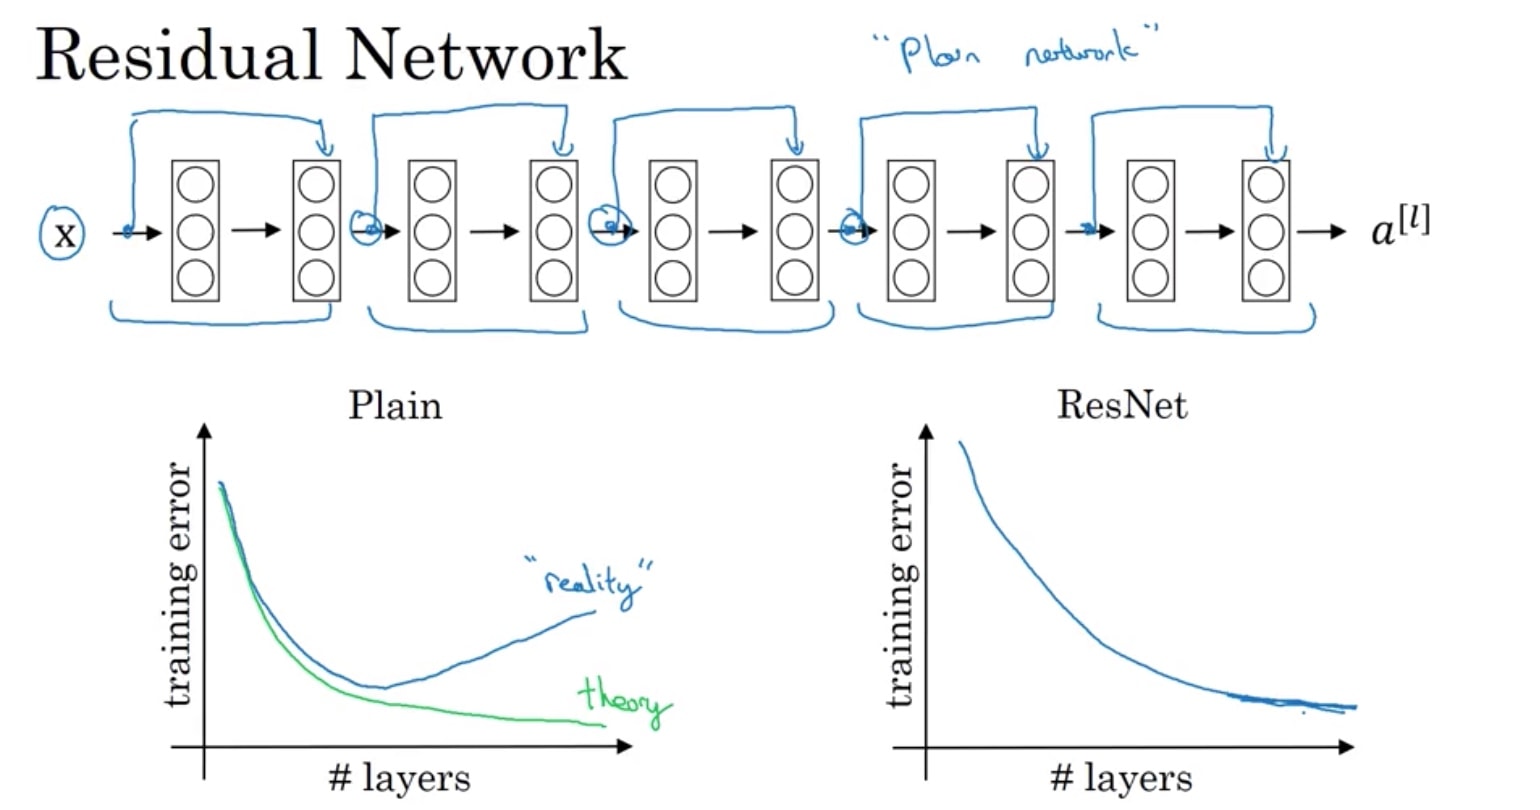 Residual Network
"Plain network"
x
a[l]
Plain
ResNet
training error
"reality"
theory
# layers
training error
# layers